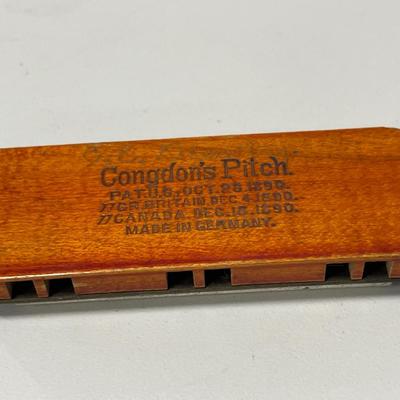 Congdon's Pitch.
PAT. U.S. OCT. 28. 1890.
" GR. BRITAIN DEC. 4. 1890.
" CANADA. DEC. 18. 1890.
MADE IN GERMANY.